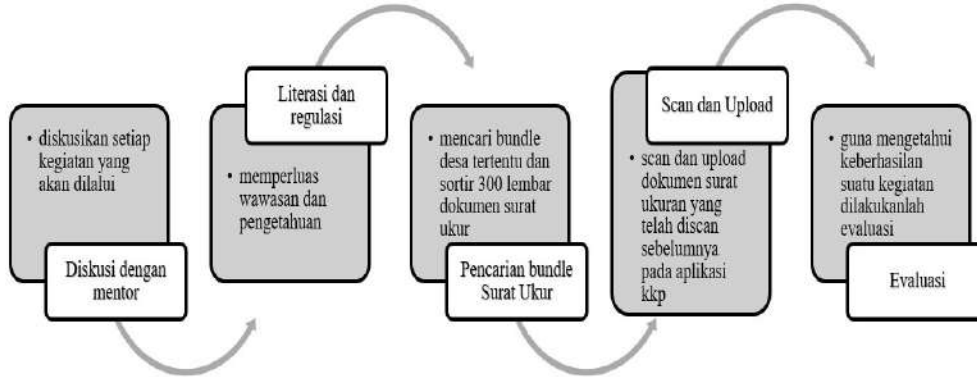 • diskusikan setiap
kegiatan yang
akan dilalui
Diskusi dengan
mentor
Literasi dan
regulasi
• memperluas
wawasan dan
pengetahuan
• mencari bundle
desa tertentu dan
sortir 300 lembar
dokumen surat
ukur
Pencarian bundle
Surat Ukur
Scan dan Upload
• scan dan upload
dokumen surat
ukuran yang
telah discan
sebelumnya
pada aplikasi
kkp
• guna mengetahui
keberhasilan
suatu kegiatan
dilakukanlah
evaluasi
Evaluasi